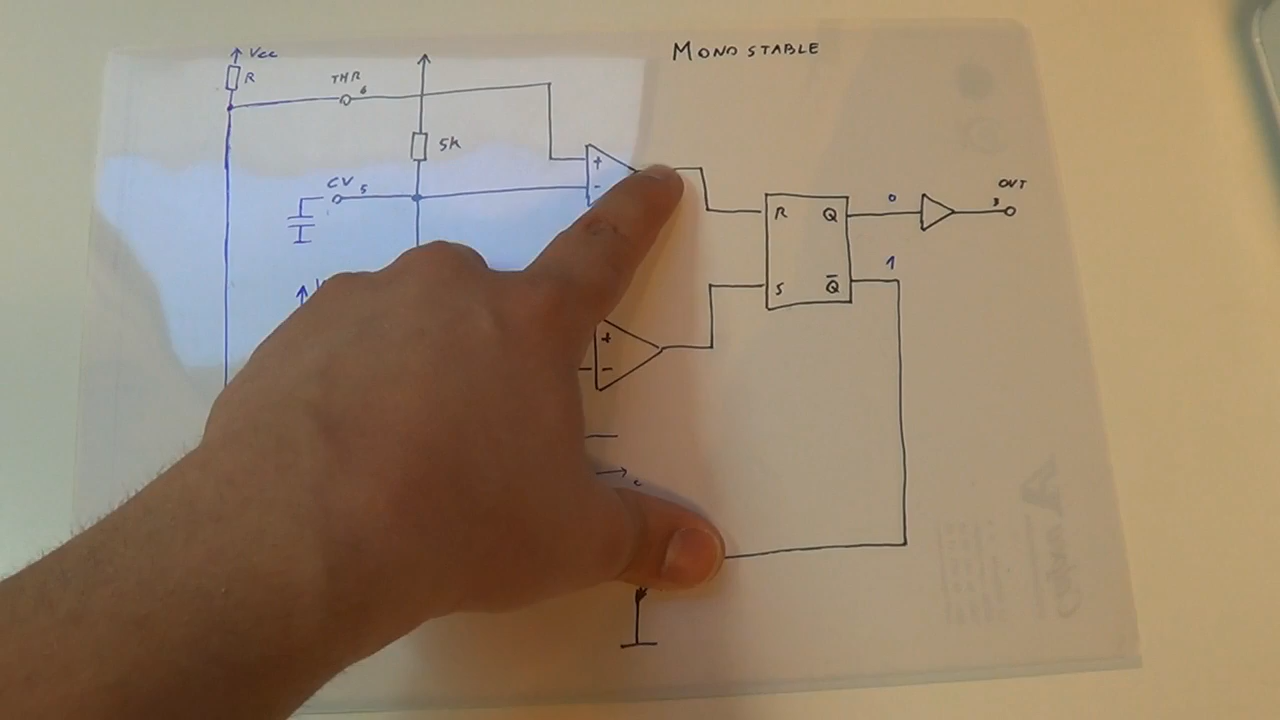 MONOSTABLE
Vcc
R
THR
6
5k
+
-
CV
5
R
Q
0
3
OUT
1
S
Q̅
+
-